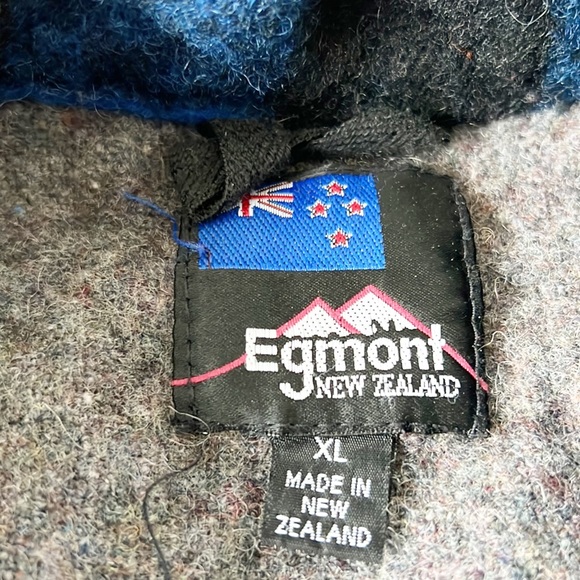 Egmont
NEW ZEALAND
XL
MADE IN
NEW
ZEALAND